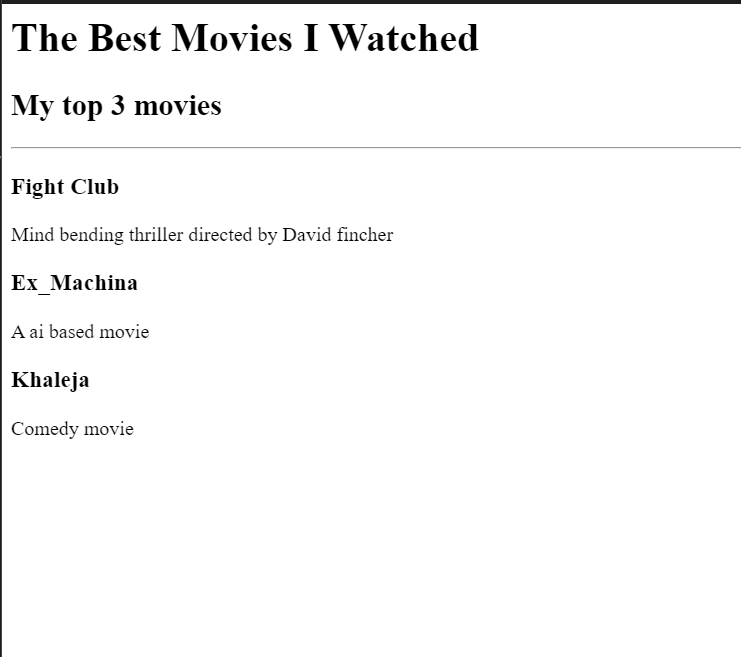 The Best Movies I Watched
My top 3 movies
Fight Club
Mind bending thriller directed by David fincher
Ex_Machina
A ai based movie
Khaleja
Comedy movie